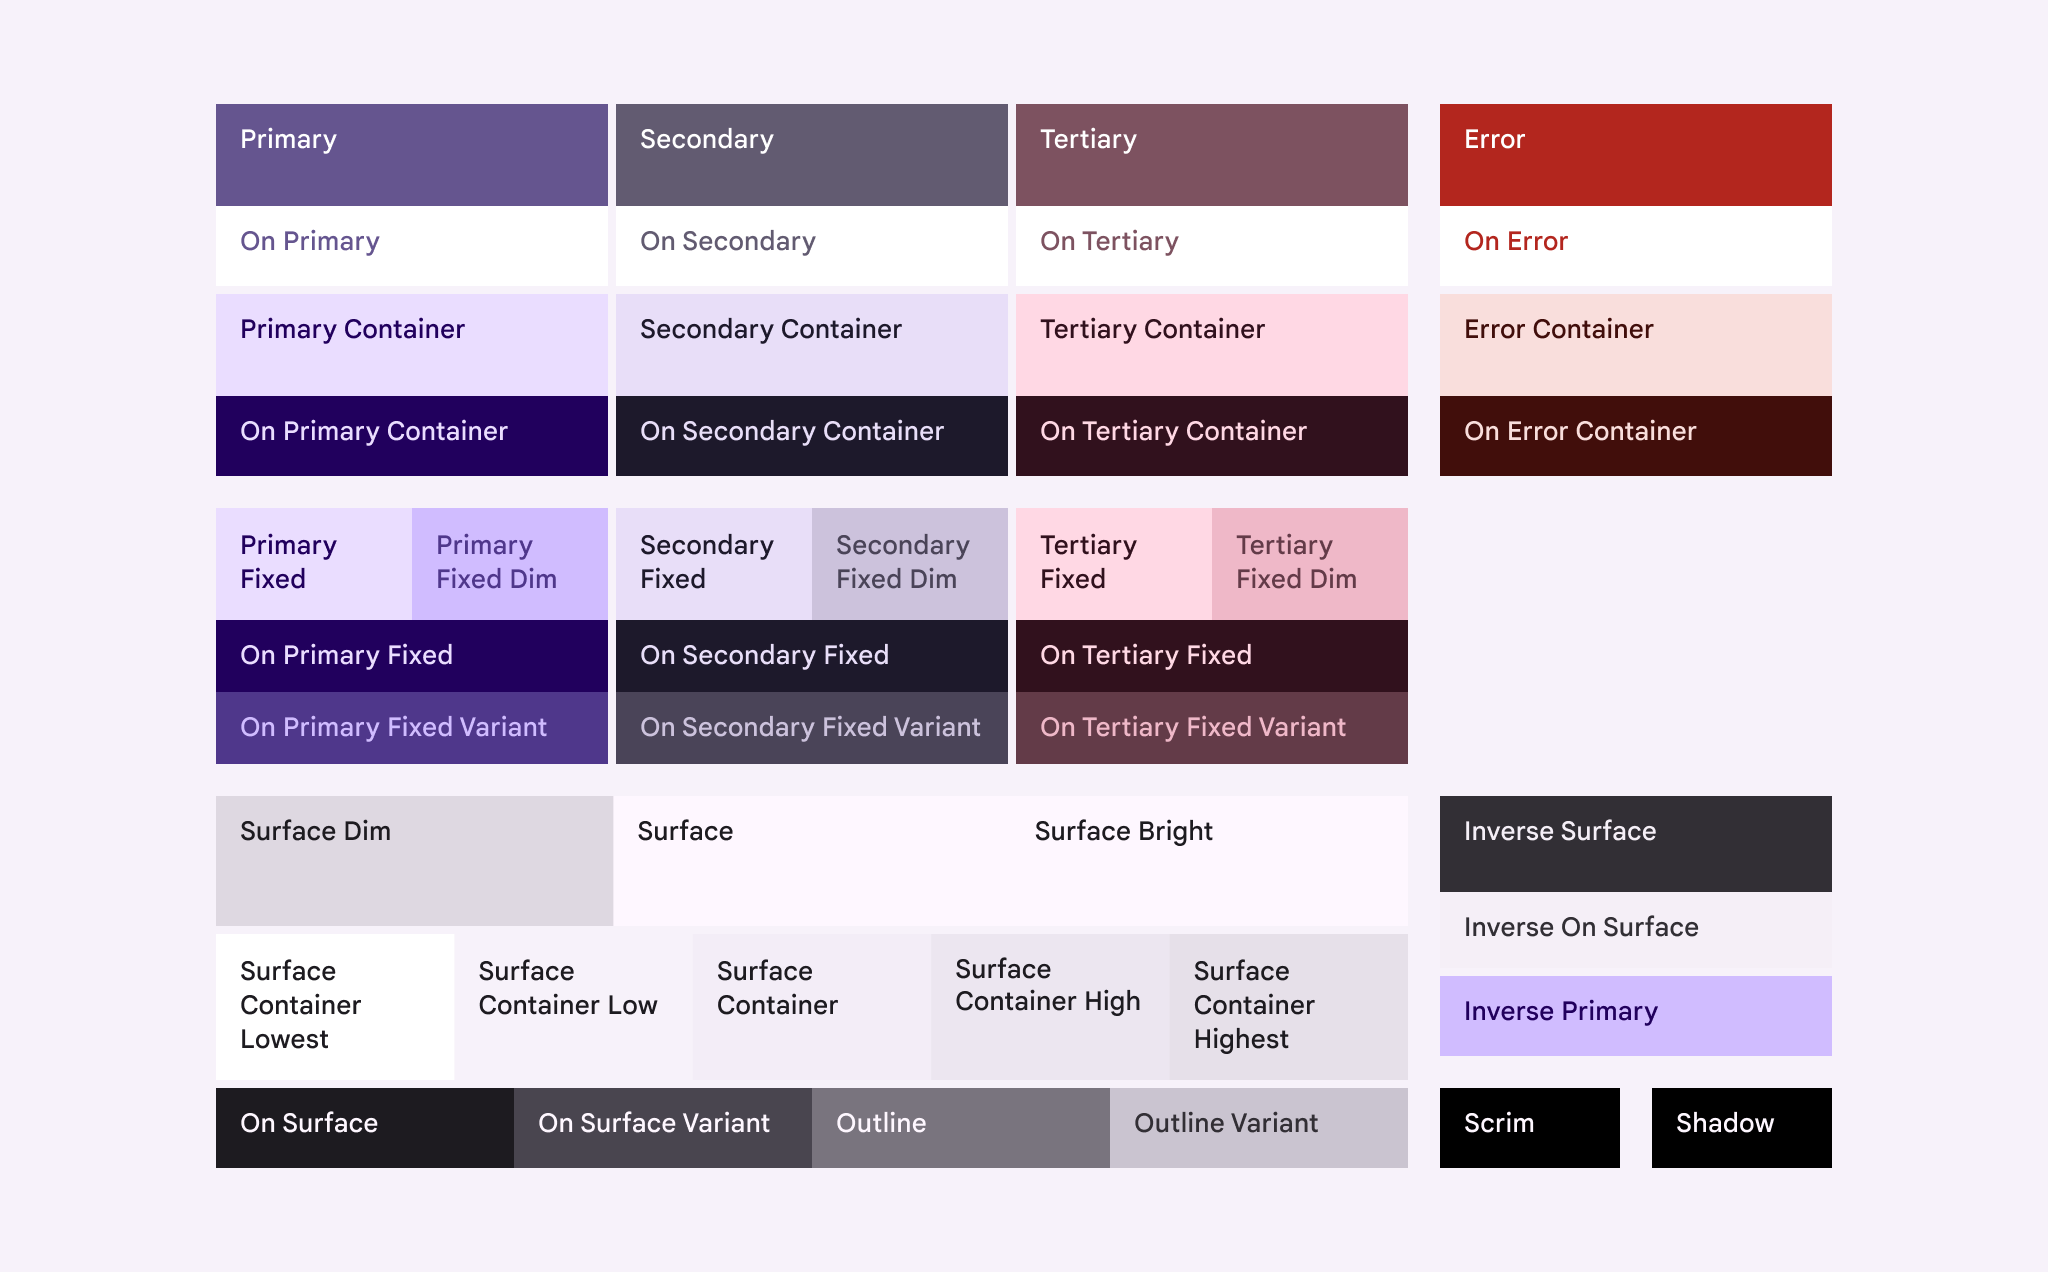 Primary
Secondary
Tertiary
Error
On Primary
On Secondary
On Tertiary
On Error
Primary Container
Secondary Container
Tertiary Container
Error Container
On Primary Container
On Secondary Container
On Tertiary Container
On Error Container
Primary
Fixed
Primary
Fixed Dim
Secondary
Fixed
Secondary
Fixed Dim
Tertiary
Fixed
Tertiary
Fixed Dim
On Primary Fixed
On Secondary Fixed
On Tertiary Fixed
On Primary Fixed Variant
On Secondary Fixed Variant
On Tertiary Fixed Variant
Surface Dim
Surface
Surface Bright
Inverse Surface
Inverse On Surface
Inverse Primary
Surface
Container
Lowest
Surface
Container Low
Surface
Container
Surface
Container High
Surface
Container
Highest
On Surface
On Surface Variant
Outline
Outline Variant
Scrim
Shadow